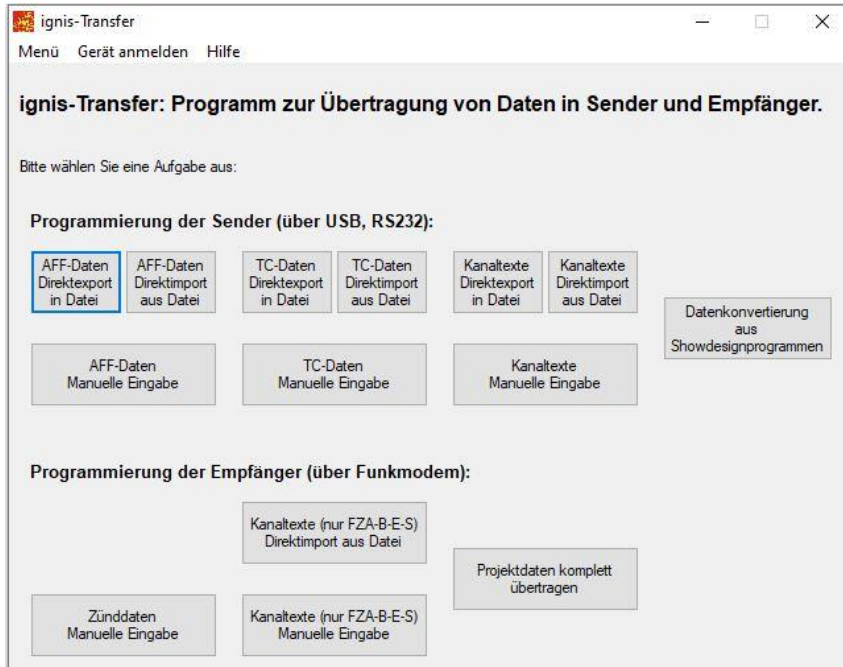 ignis-Transfer
Menü Gerät anmelden Hilfe
ignis-Transfer: Programm zur Übertragung von Daten in Sender und Empfänger.
Bitte wählen Sie eine Aufgabe aus:
Programmierung der Sender (über USB, RS232):
AFF-Daten
Direktexport
in Datei
AFF-Daten
Direktimport
aus Datei
TC-Daten
Direktexport
in Datei
TC-Daten
Direktimport
aus Datei
Kanaltexte
Direktexport
in Datei
Kanaltexte
Direktimport
aus Datei
Datenkonvertierung
aus
Showdesignprogrammen
AFF-Daten
Manuelle Eingabe
TC-Daten
Manuelle Eingabe
Kanaltexte
Manuelle Eingabe
Programmierung der Empfänger (über Funkmodem):
Kanaltexte (nur FZA-B-E-S)
Direktimport aus Datei
Projektdaten komplett
übertragen
Zünddaten
Manuelle Eingabe
Kanaltexte (nur FZA-B-E-S)
Manuelle Eingabe